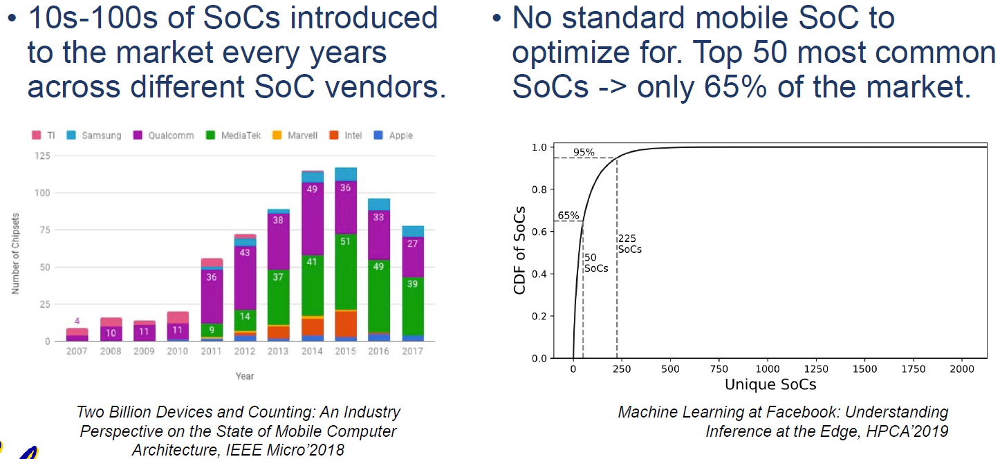 • 10s-100s of SoCs introduced
to the market every years
across different SoC vendors.
TI Samsung Qualcomm MediaTek Marvell Intel Apple
125
100
75
50
25
0
Number of Chipsets
4
10
11
11
36
9
43
14
38
37
49
41
36
51
33
49
27
39
2007 2008 2009 2010 2011 2012 2013 2014 2015 2016 2017
Year
Two Billion Devices and Counting: An Industry
Perspective on the State of Mobile Computer
Architecture, IEEE Micro'2018
• No standard mobile SoC to
optimize for. Top 50 most common
SoCs -> only 65% of the market.
1.0
0.8
0.6
0.4
0.2
0.0
CDF of SoCs
95%
65%
225
SoCs
50
SoCs
0 250 500 750 1000 1250 1500 1750 2000
Unique SoCs
Machine Learning at Facebook: Understanding
Inference at the Edge, HPCA'2019